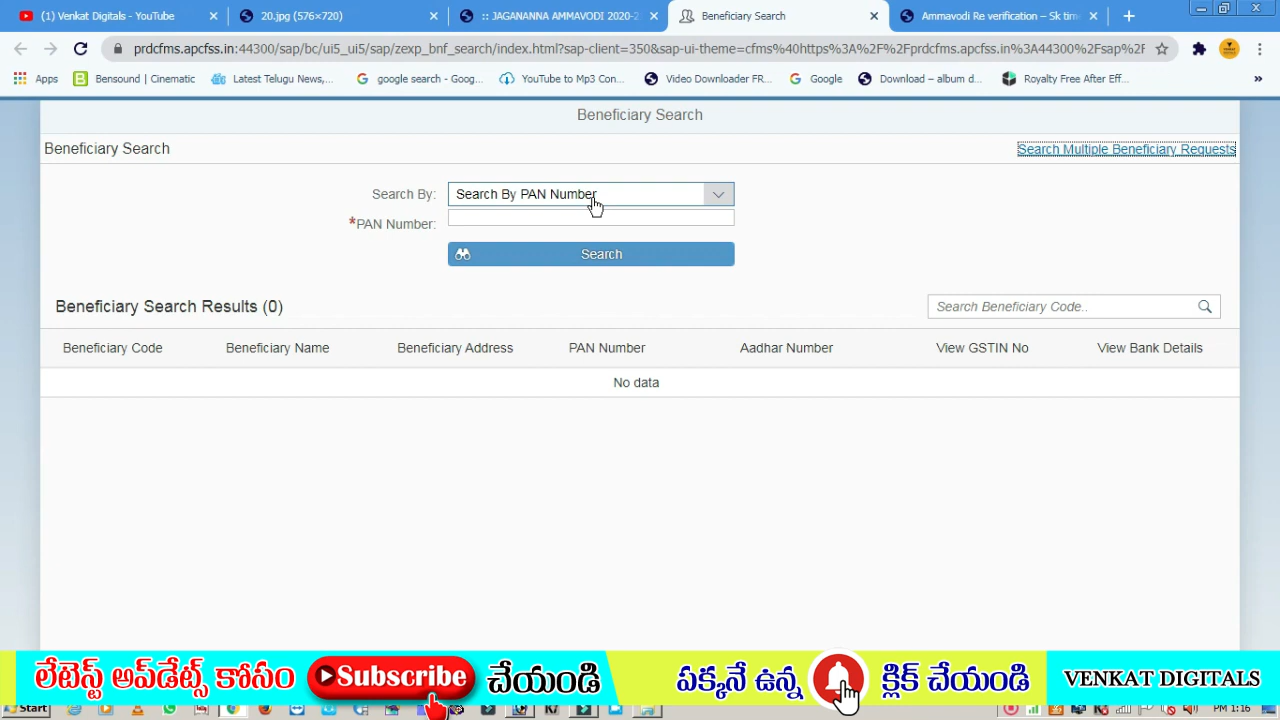 (1) Venkat Digitals - YouTube
20.jpg (576×720)
:: JAGANANNA AMMAVODI 2020-2
Beneficiary Search
Ammavodi Re verification – Sk tim
prdcfms.apcfss.in:44300/sap/bc/ui5_ui5/sap/zexp_bnf_search/index.html?sap-client=350&sap-ui-theme=cfms%40https%3A%2F%2Fprdcfms.apcfss.in%3A44300%2Fsap%2F
Apps
Bensound | Cinematic
Latest Telugu News,...
google search - Goog...
YouTube to Mp3 Con...
Video Downloader FR...
Google
Download – album d...
Royalty Free After Eff...
»
Beneficiary Search
Beneficiary Search
Search Multiple Beneficiary Requests
Search By: Search By PAN Number
*PAN Number:
Search
Beneficiary Search Results (0)
Search Beneficiary Code..
Beneficiary Code Beneficiary Name Beneficiary Address PAN Number Aadhar Number View GSTIN No View Bank Details
No data
లేటెస్ట్ అప్‌డేట్స్ కోసం Subscribe చేయండి పక్కనే ఉన్న క్లిక్ చేయండి VENKAT DIGITALS
Start
PM 1:16